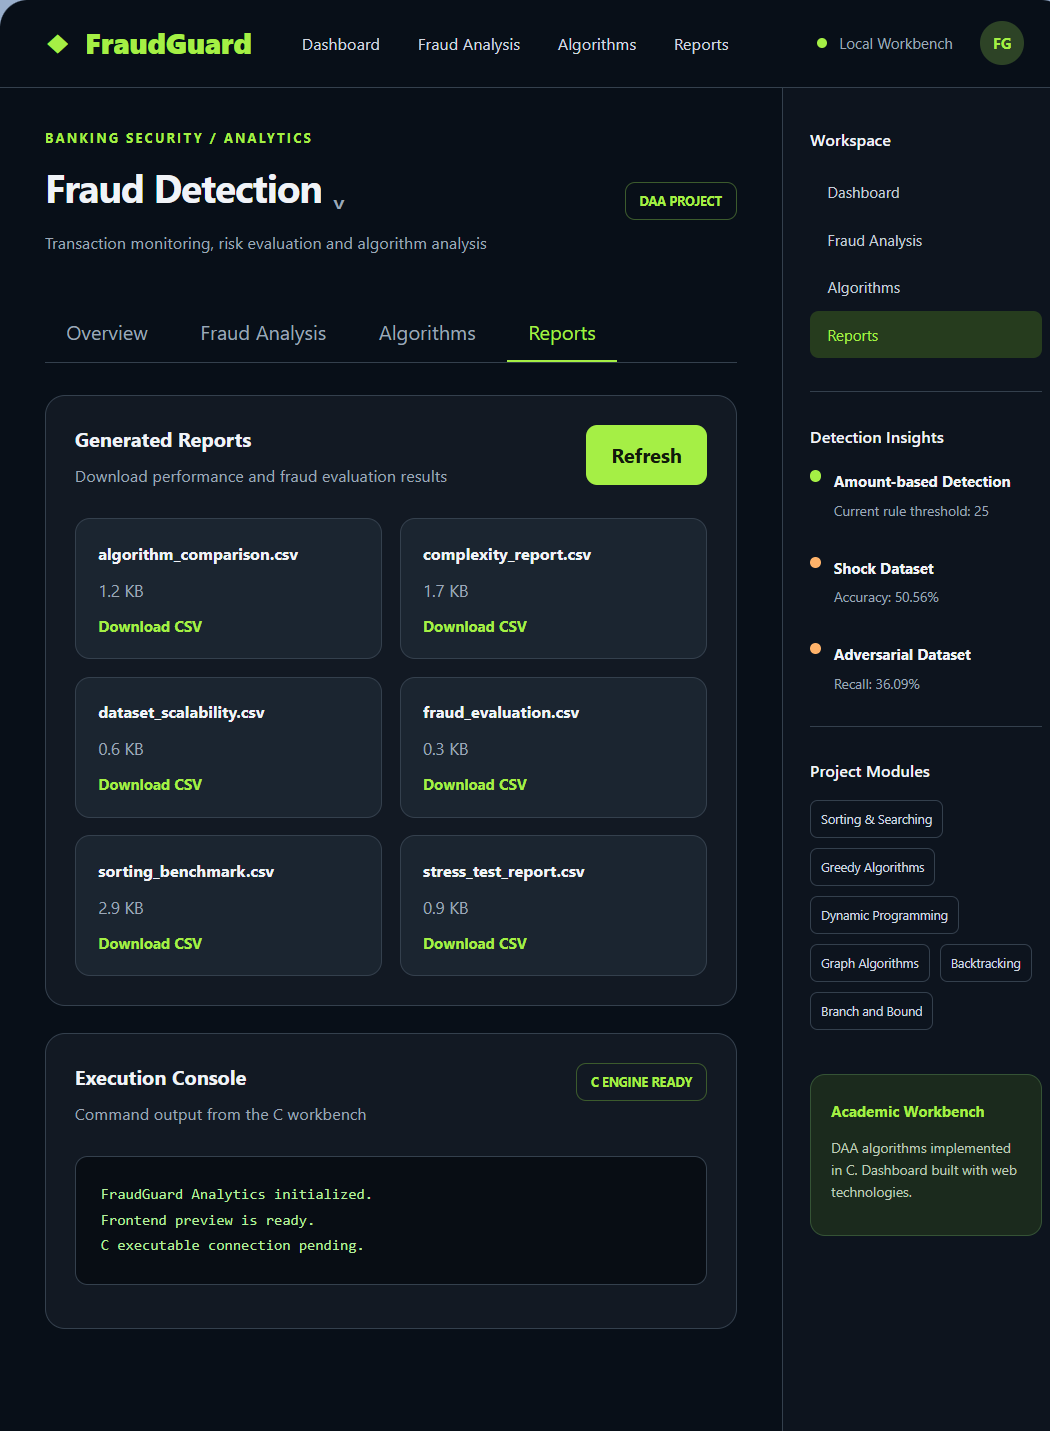 FraudGuard
Dashboard
Fraud Analysis
Algorithms
Reports
Local Workbench
FG
BANKING SECURITY / ANALYTICS
Fraud Detection v
DAA PROJECT
Transaction monitoring, risk evaluation and algorithm analysis
Overview
Fraud Analysis
Algorithms
Reports
Generated Reports
Download performance and fraud evaluation results
Refresh
algorithm_comparison.csv
1.2 KB
Download CSV
complexity_report.csv
1.7 KB
Download CSV
dataset_scalability.csv
0.6 KB
Download CSV
fraud_evaluation.csv
0.3 KB
Download CSV
sorting_benchmark.csv
2.9 KB
Download CSV
stress_test_report.csv
0.9 KB
Download CSV
Execution Console
Command output from the C workbench
C ENGINE READY
FraudGuard Analytics initialized.
Frontend preview is ready.
C executable connection pending.
Workspace
Dashboard
Fraud Analysis
Algorithms
Reports
Detection Insights
Amount-based Detection
Current rule threshold: 25
Shock Dataset
Accuracy: 50.56%
Adversarial Dataset
Recall: 36.09%
Project Modules
Sorting & Searching
Greedy Algorithms
Dynamic Programming
Graph Algorithms
Backtracking
Branch and Bound
Academic Workbench
DAA algorithms implemented
in C. Dashboard built with web
technologies.